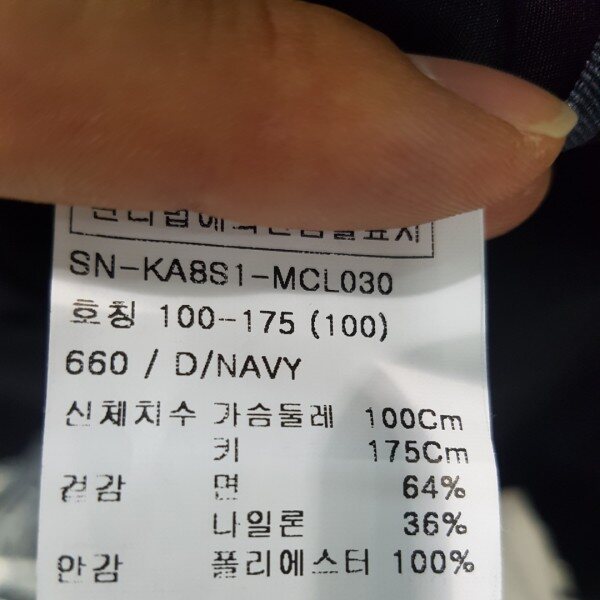 SN-KA8S1-MCL030
호칭 100-175 (100)
660 / D/NAVY
신체치수 가슴둘레 100Cm
키 175Cm
겉감 면 64%
나일론 36%
안감 폴리에스터 100%